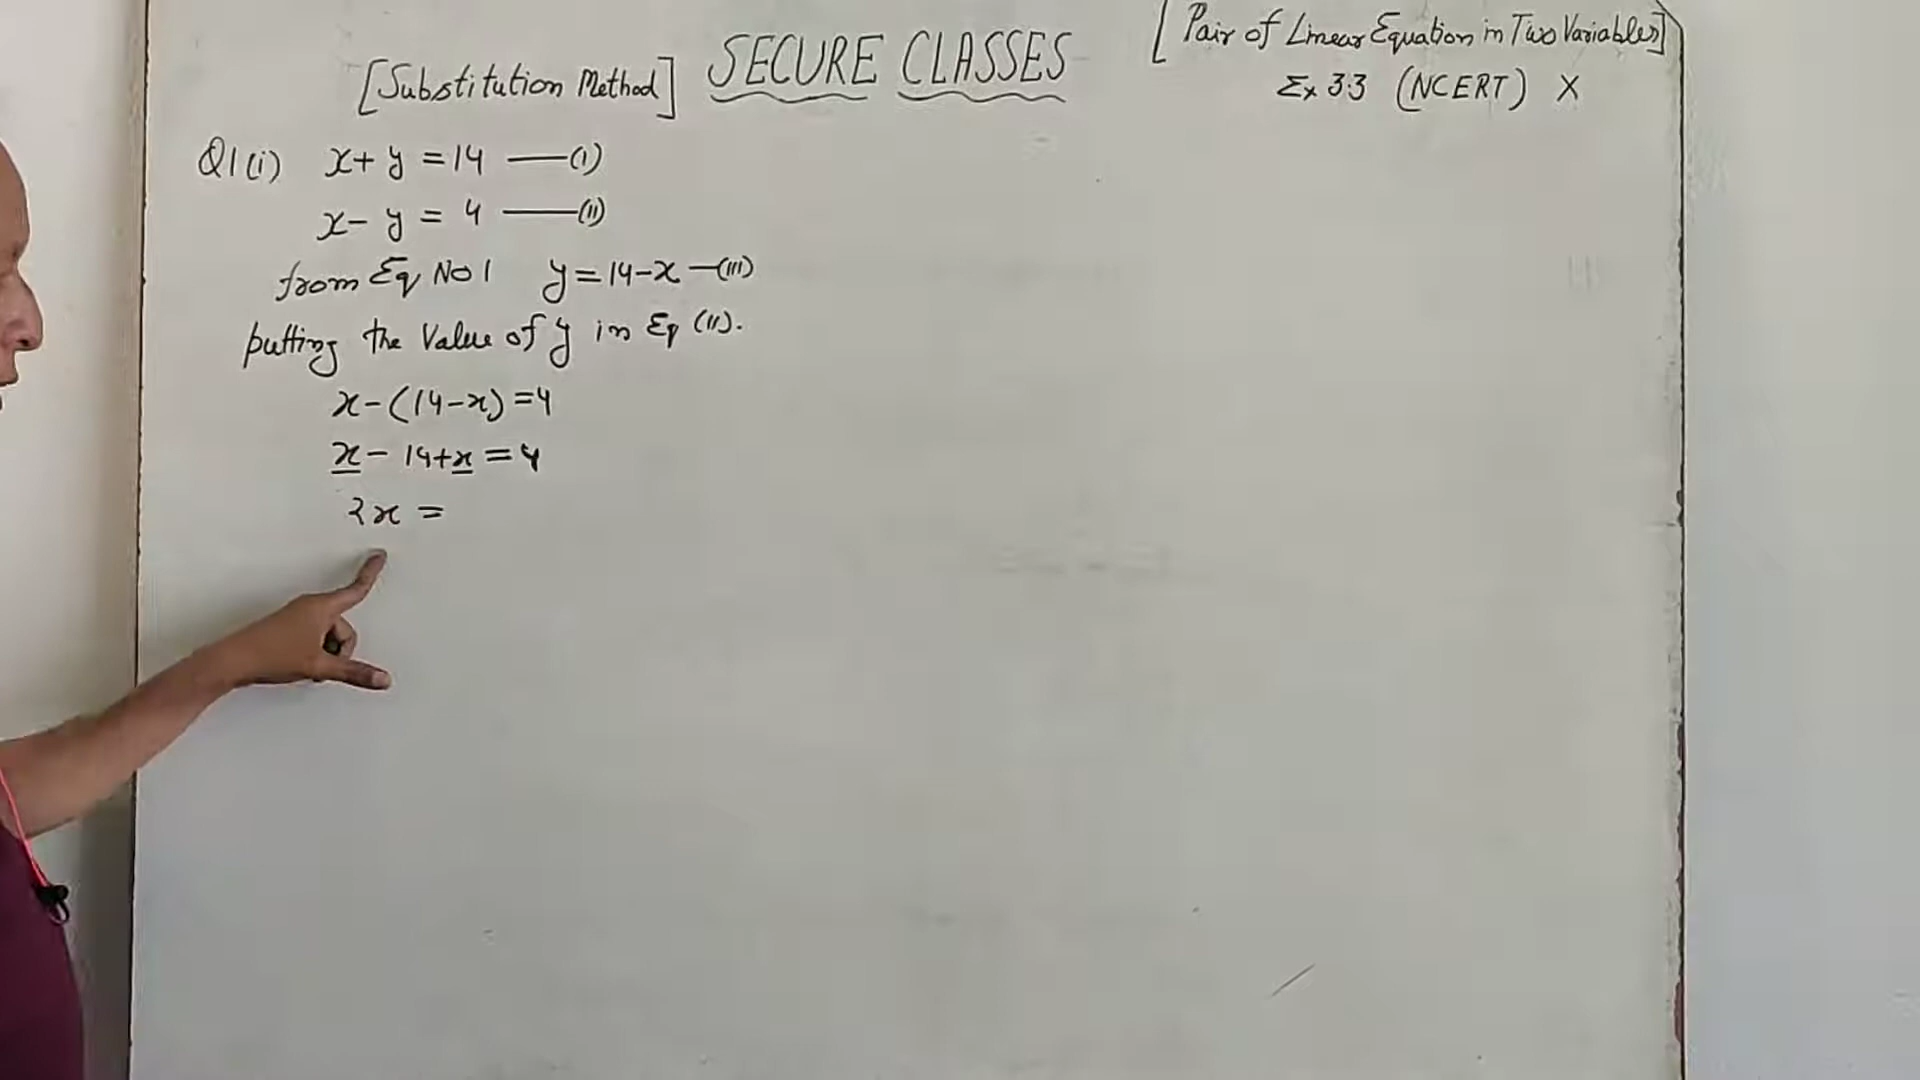 [Substitution Method] SECURE CLASSES [Pair of Linear Equation in Two Variables]
Ex 3.3 (NCERT) X
Q1(i) x+y=14 —(I)
x-y=4 —(II)
from Eq No 1 y=14-x —(III)
putting the Value of y in Eq (II).
x-(14-x)=4
x-14+x=4
2x=